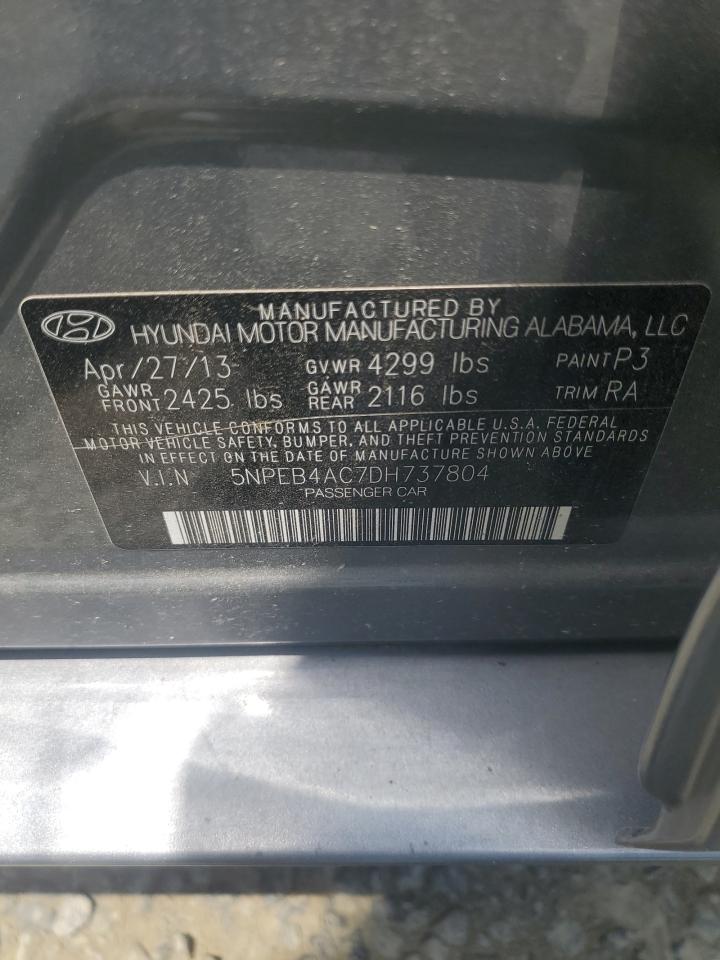 MANUFACTURED BY
HYUNDAI MOTOR MANUFACTURING ALABAMA, LLC
Apr/27/13 GVWR 4299 lbs PAINT P3
GAWR FRONT 2425 lbs GAWR REAR 2116 lbs TRIM RA
THIS VEHICLE CONFORMS TO ALL APPLICABLE U.S.A. FEDERAL
MOTOR VEHICLE SAFETY, BUMPER, AND THEFT PREVENTION STANDARDS
IN EFFECT ON THE DATE OF MANUFACTURE SHOWN ABOVE
V.I.N 5NPEB4AC7DH737804
PASSENGER CAR